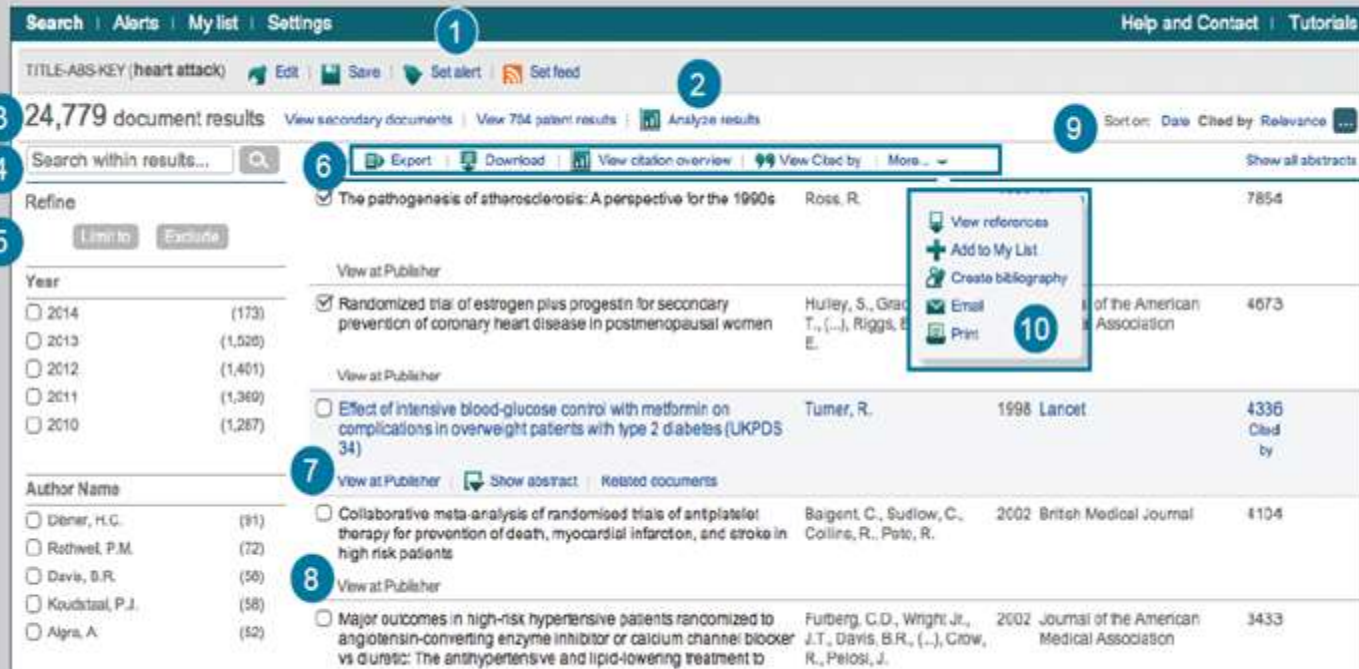 Search | Alerts | My list | Settings
Help and Contact | Tutorials
1
TITLE-ABS-KEY (heart attack) Edit | Save | Set alert | Set feed
2
3
24,779 document results View secondary documents | View 784 patent results | Analyze results
9
Sort on: Date Cited by Relevance ...
4
Search within results...
6
Export | Download | View citation overview | View Cited by | More...
Show all abstracts
Refine
5
Limit to Exclude
Year
2014 (173)
2013 (1,526)
2012 (1,401)
2011 (1,369)
2010 (1,267)
Author Name
Diener, H.C. (91)
Rothwell, P.M. (72)
Davis, B.R. (58)
Koudstaal, P.J. (58)
Algra, A. (52)
The pathogenesis of atherosclerosis: A perspective for the 1990s Ross, R. 7854
View at Publisher
View references
Add to My List
Create bibliography
Email
Print
10
Randomized trial of estrogen plus progestin for secondary
prevention of coronary heart disease in postmenopausal women
Hulley, S., Grad
T., (...), Riggs, B
E.
of the American
Association
4673
View at Publisher
Effect of intensive blood-glucose control with metformin on
complications in overweight patients with type 2 diabetes (UKPDS
34)
Turner, R. 1998 Lancet 4336
Cited
by
7
View at Publisher | Show abstract | Related documents
Collaborative meta-analysis of randomised trials of antiplatelet
therapy for prevention of death, myocardial infarction, and stroke in
high risk patients
Baigent, C., Sudlow, C.,
Collins, R., Peto, R.
2002 British Medical Journal 4104
8
View at Publisher
Major outcomes in high-risk hypertensive patients randomized to
angiotensin-converting enzyme inhibitor or calcium channel blocker
vs diuretic: The antihypertensive and lipid-lowering treatment to
Furberg, C.D., Wright Jr.,
J.T., Davis, B.R., (...), Crow,
R., Pelosi, J.
2002 Journal of the American
Medical Association
3433